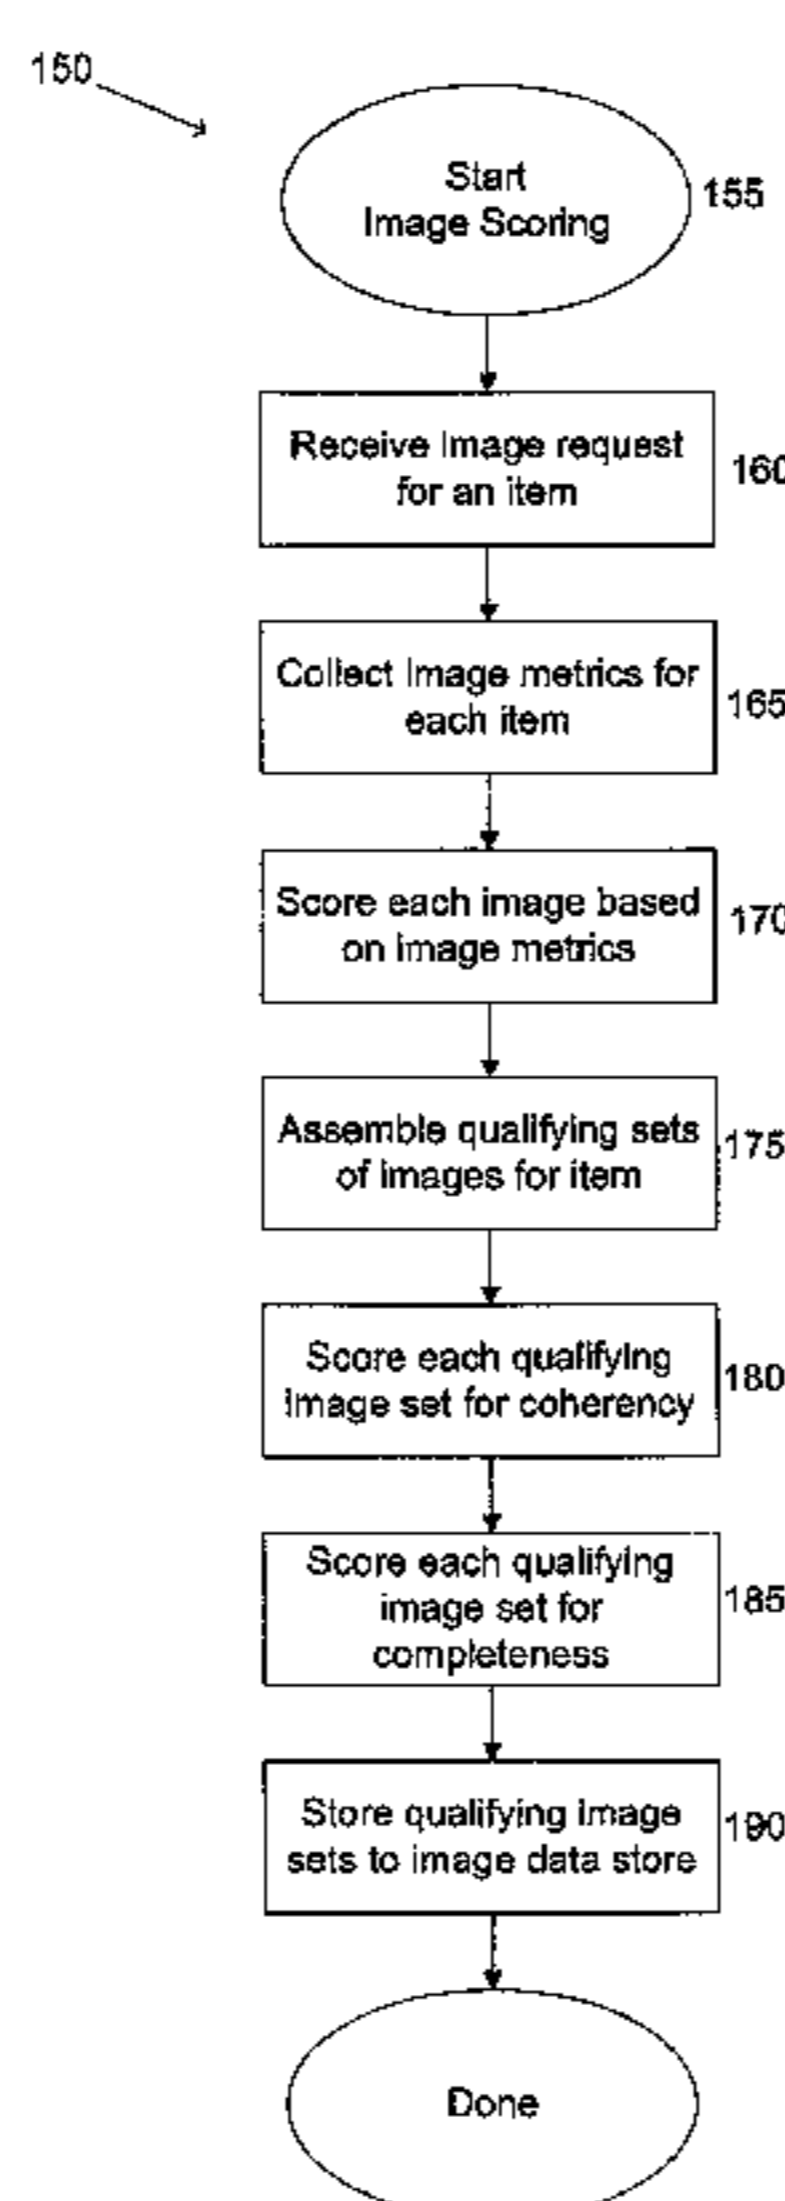 150
Start
Image Scoring
155
Receive Image request
for an item
160
Collect Image metrics for
each item
165
Score each image based
on image metrics
170
Assemble qualifying sets
of images for item
175
Score each qualifying
image set for coherency
180
Score each qualifying
image set for
completeness
185
Store qualifying image
sets to image data store
190
Done